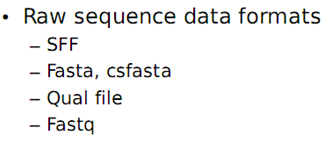 • Raw sequence data formats
– SFF
– Fasta, csfasta
– Qual file
– Fastq